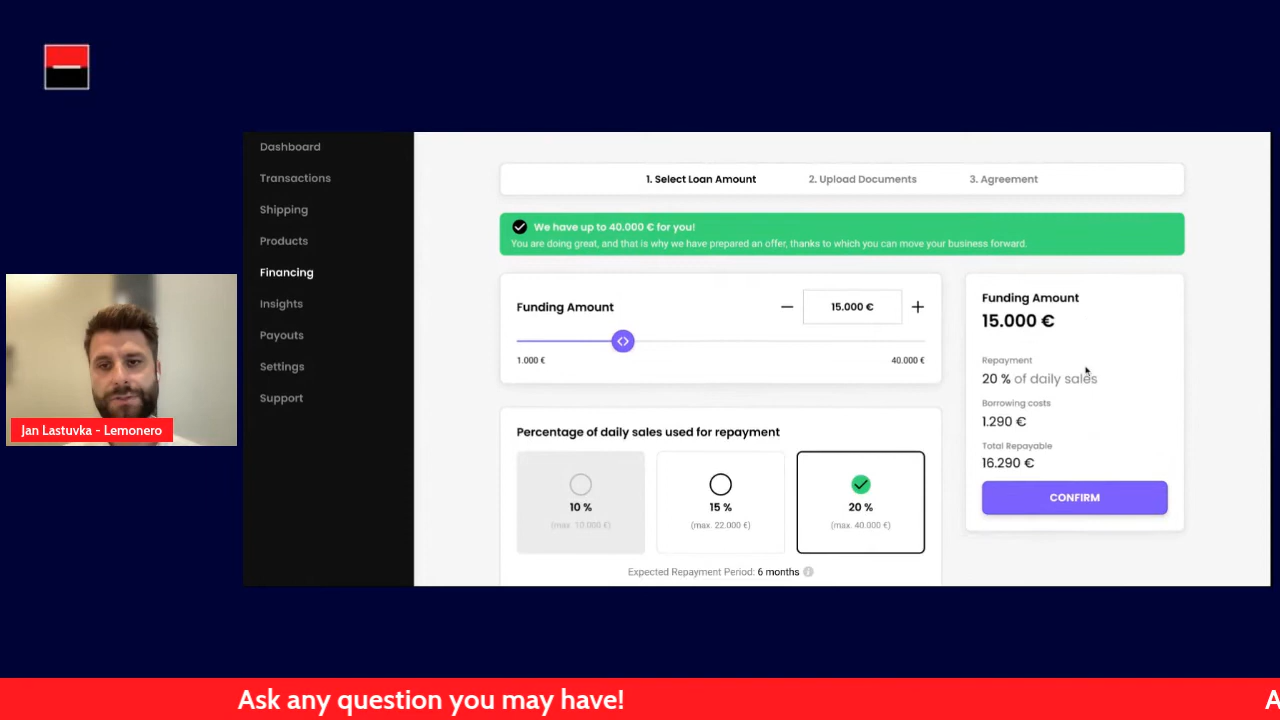 Dashboard
Transactions
Shipping
Products
Financing
Insights
Payouts
Settings
Support
1. Select Loan Amount 2. Upload Documents 3. Agreement
We have up to 40.000 € for you!
You are doing great, and that is why we have prepared an offer, thanks to which you can move your business forward.
Funding Amount
15.000 €
1.000 € 40.000 €
Percentage of daily sales used for repayment
10 % 15 % 20 %
(max. 10.000 €) (max. 22.000 €) (max. 40.000 €)
Expected Repayment Period: 6 months
Funding Amount
15.000 €
Repayment
20 % of daily sales
Borrowing costs
1.290 €
Total Repayable
16.290 €
CONFIRM
Jan Lastuvka - Lemonero
Ask any question you may have! A